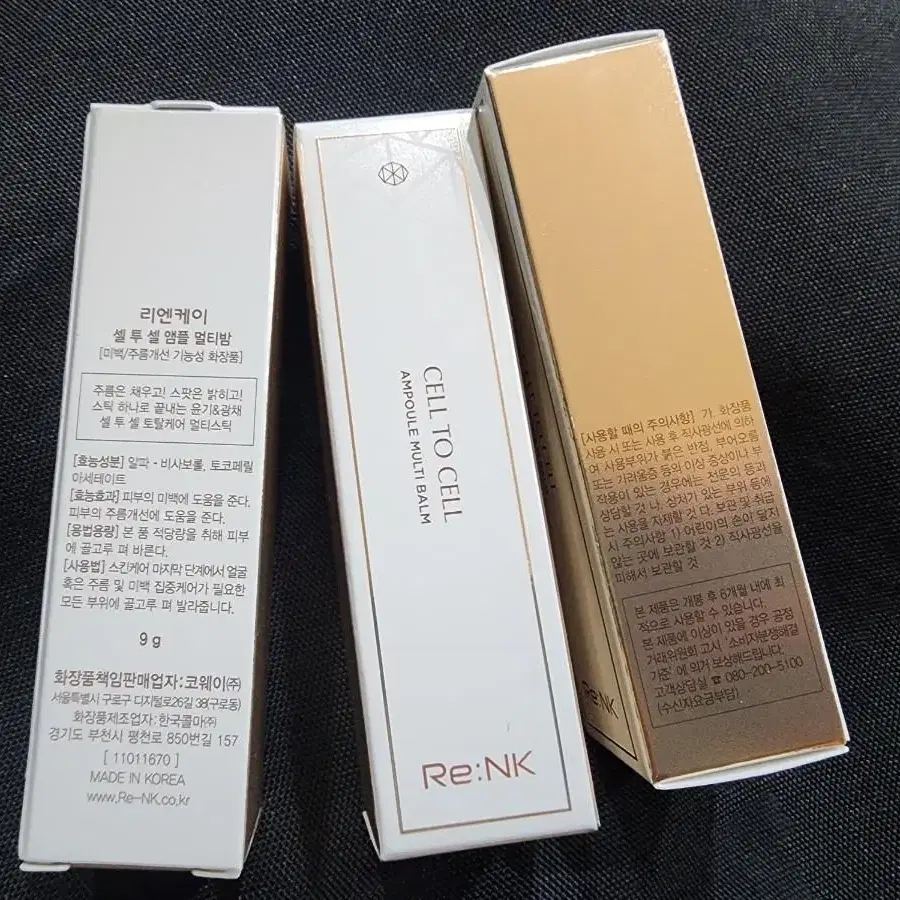 리엔케이
셀 투 셀 앰플 멀티밤
[미백/주름개선 기능성 화장품]
주름은 채우고! 스팟은 밝히고!
스틱 하나로 끝내는 윤기&광채
셀 투 셀 토탈케어 멀티스틱
[효능성분] 알파-비사보롤, 토코페릴
아세테이트
[효능효과] 피부의 미백에 도움을 준다.
피부의 주름개선에 도움을 준다.
[용법용량] 본 품 적당량을 취해 피부
에 골고루 펴 바른다.
[사용법] 스킨케어 마지막 단계에서 얼굴
혹은 주름 및 미백 집중케어가 필요한
모든 부위에 골고루 펴 발라줍니다.
9 g
화장품책임판매업자:코웨이㈜
서울특별시 구로구 디지털로26길 38(구로동)
화장품제조업자:한국콜마㈜
경기도 부천시 평천로 850번길 157
[ 11011670 ]
MADE IN KOREA
www.Re-NK.co.kr
CELL TO CELL
AMPOULE MULTI BALM
Re:NK
[사용할 때의 주의사항] 가. 화장품
사용 시 또는 사용 후 직사광선에 의하
여 사용부위가 붉은 반점, 부어오름
또는 가려움증 등의 이상 증상이나 부
작용이 있는 경우에는 전문의 등과
상담할 것 나. 상처가 있는 부위 등에
는 사용을 자제할 것 다. 보관 및 취급
시 주의사항 1) 어린이의 손이 닿지
않는 곳에 보관할 것 2) 직사광선을
피해서 보관할 것
본 제품은 개봉 후 6개월 내에 최
적으로 사용할 수 있습니다.
본 제품에 이상이 있을 경우 공정
거래위원회 고시 '소비자분쟁해결
기준'에 의거 보상해드립니다.
고객상담실 ☎ 080-200-5100
(수신자요금부담)
Re:NK